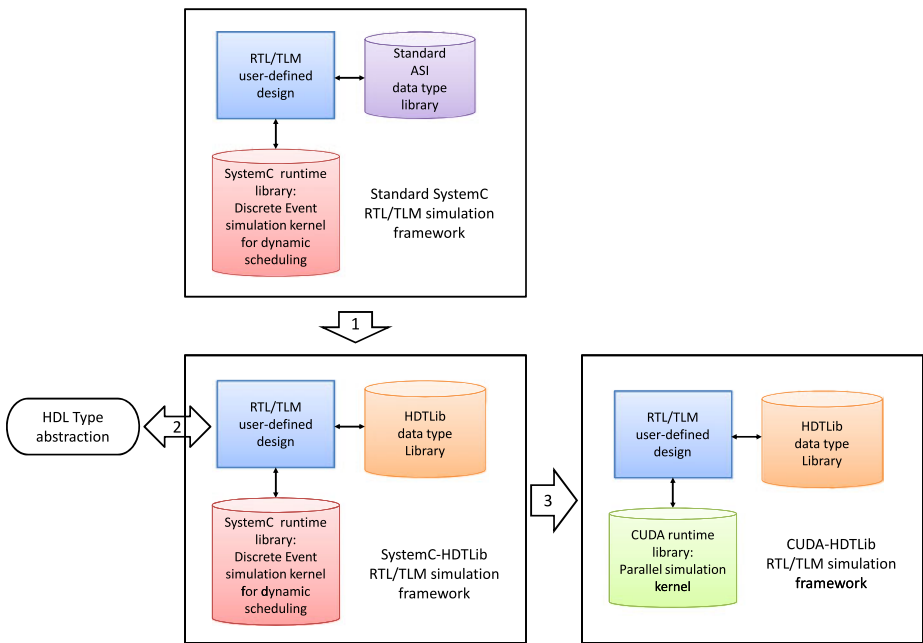 RTL/TLM
user-defined
design
Standard
ASI
data type
library
SystemC runtime
library:
Discrete Event
simulation kernel
for dynamic
scheduling
Standard SystemC
RTL/TLM simulation
framework
1
HDL Type
abstraction
2
RTL/TLM
user-defined
design
HDTLib
data type
Library
SystemC runtime
library:
Discrete Event
simulation kernel
for dynamic
scheduling
SystemC-HDTLib
RTL/TLM simulation
framework
3
RTL/TLM
user-defined
design
HDTLib
data type
Library
CUDA runtime
library:
Parallel simulation
kernel
CUDA-HDTLib
RTL/TLM simulation
framework